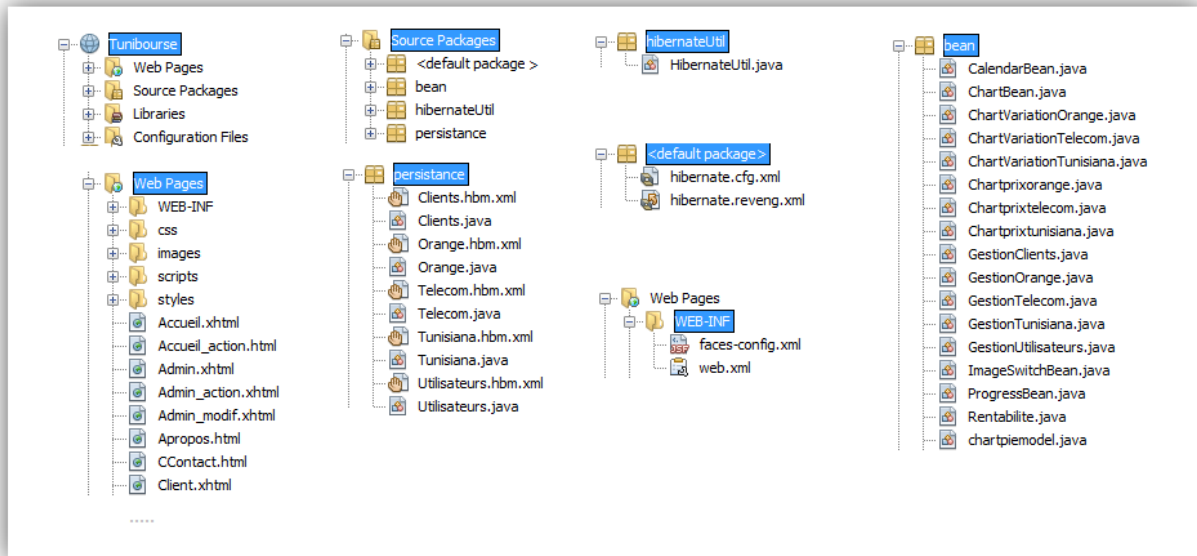 Tunibourse
Web Pages
Source Packages
Libraries
Configuration Files
Web Pages
WEB-INF
css
images
scripts
styles
Accueil.xhtml
Accueil_action.html
Admin.xhtml
Admin_action.xhtml
Admin_modif.xhtml
Apropos.html
CContact.html
Client.xhtml
.....
Source Packages
<default package >
bean
hibernateUtil
persistance
persistance
Clients.hbm.xml
Clients.java
Orange.hbm.xml
Orange.java
Telecom.hbm.xml
Telecom.java
Tunisiana.hbm.xml
Tunisiana.java
Utilisateurs.hbm.xml
Utilisateurs.java
hibernateUtil
HibernateUtil.java
<default package>
hibernate.cfg.xml
hibernate.reveng.xml
Web Pages
WEB-INF
faces-config.xml
web.xml
bean
CalendarBean.java
ChartBean.java
ChartVariationOrange.java
ChartVariationTelecom.java
ChartVariationTunisiana.java
Chartprixorange.java
Chartprixtelecom.java
Chartprixtunisiana.java
GestionClients.java
GestionOrange.java
GestionTelecom.java
GestionTunisiana.java
GestionUtilisateurs.java
ImageSwitchBean.java
ProgressBean.java
Rentabilite.java
chartpiemodel.java